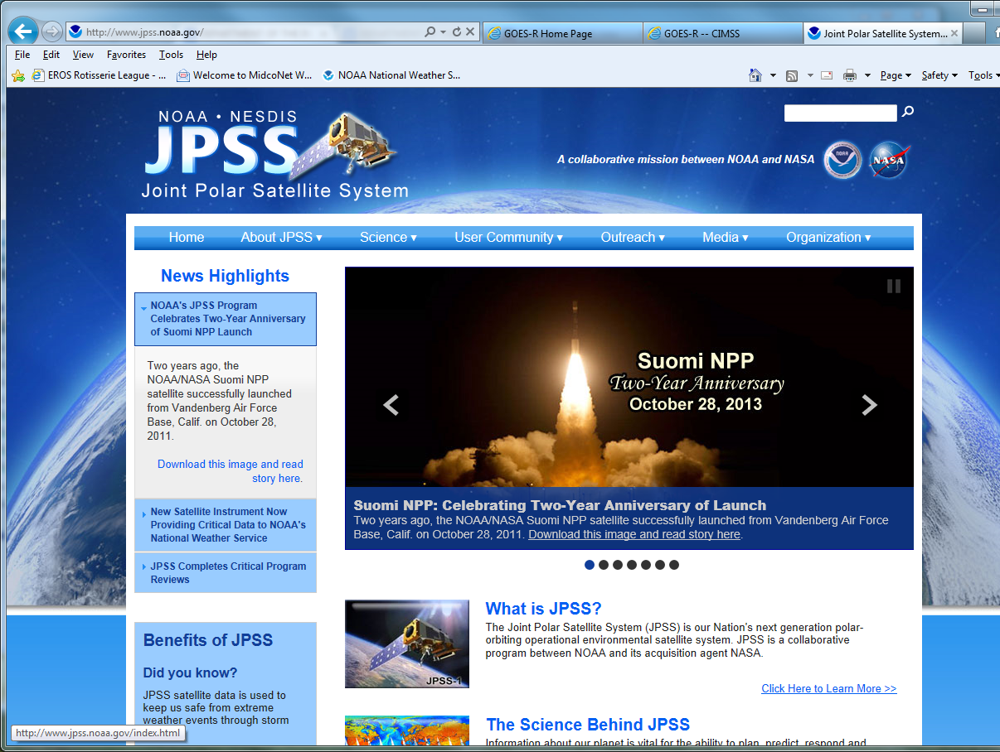 http://www.jpss.noaa.gov/
GOES-R Home Page
GOES-R -- CIMSS
Joint Polar Satellite System...
File Edit View Favorites Tools Help
EROS Rotisserie League - ...
Welcome to MidcoNet W...
NOAA National Weather S...
Page
Safety
Tools
NOAA • NESDIS
JPSS
Joint Polar Satellite System
A collaborative mission between NOAA and NASA
NOAA
NASA
Home About JPSS ▾ Science ▾ User Community ▾ Outreach ▾ Media ▾ Organization ▾
News Highlights
NOAA's JPSS Program
Celebrates Two-Year Anniversary
of Suomi NPP Launch
Two years ago, the
NOAA/NASA Suomi NPP
satellite successfully launched
from Vandenberg Air Force
Base, Calif. on October 28,
2011.
Download this image and read
story here.
New Satellite Instrument Now
Providing Critical Data to NOAA's
National Weather Service
JPSS Completes Critical Program
Reviews
Benefits of JPSS
Did you know?
JPSS satellite data is used to
keep us safe from extreme
weather events through storm
http://www.jpss.noaa.gov/index.html
Suomi NPP
Two-Year Anniversary
October 28, 2013
Suomi NPP: Celebrating Two-Year Anniversary of Launch
Two years ago, the NOAA/NASA Suomi NPP satellite successfully launched from Vandenberg Air Force
Base, Calif. on October 28, 2011. Download this image and read story here.
JPSS-1
What is JPSS?
The Joint Polar Satellite System (JPSS) is our Nation's next generation polar-
orbiting operational environmental satellite system. JPSS is a collaborative
program between NOAA and its acquisition agent NASA.
Click Here to Learn More >>
The Science Behind JPSS
Information about our planet is vital for the ability to plan, predict, respond and